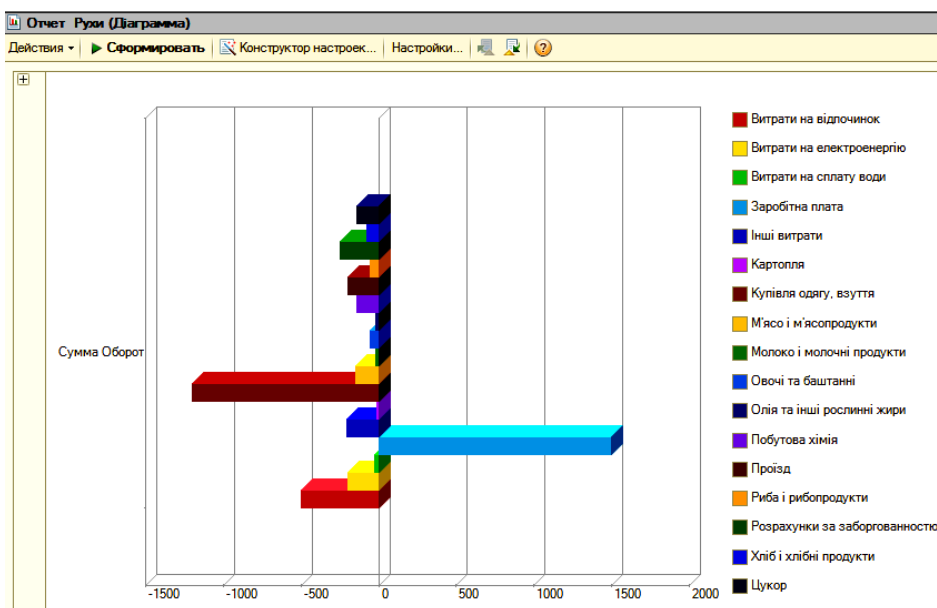 Отчет Рухи (Діаграмма)
Действия Сформировать Конструктор настроек... Настройки...
Витрати на відпочинок
Витрати на електроенергію
Витрати на сплату води
Заробітна плата
Інші витрати
Картопля
Купівля одягу, взуття
М'ясо і м'ясопродукти
Молоко і молочні продукти
Сумма Оборот
Овочі та баштанні
Олія та інші рослинні жири
Побутова хімія
Проїзд
Риба і рибопродукти
Розрахунки за заборгованностю
Хліб і хлібні продукти
Цукор
-1500 -1000 -500 0 500 1000 1500 2000